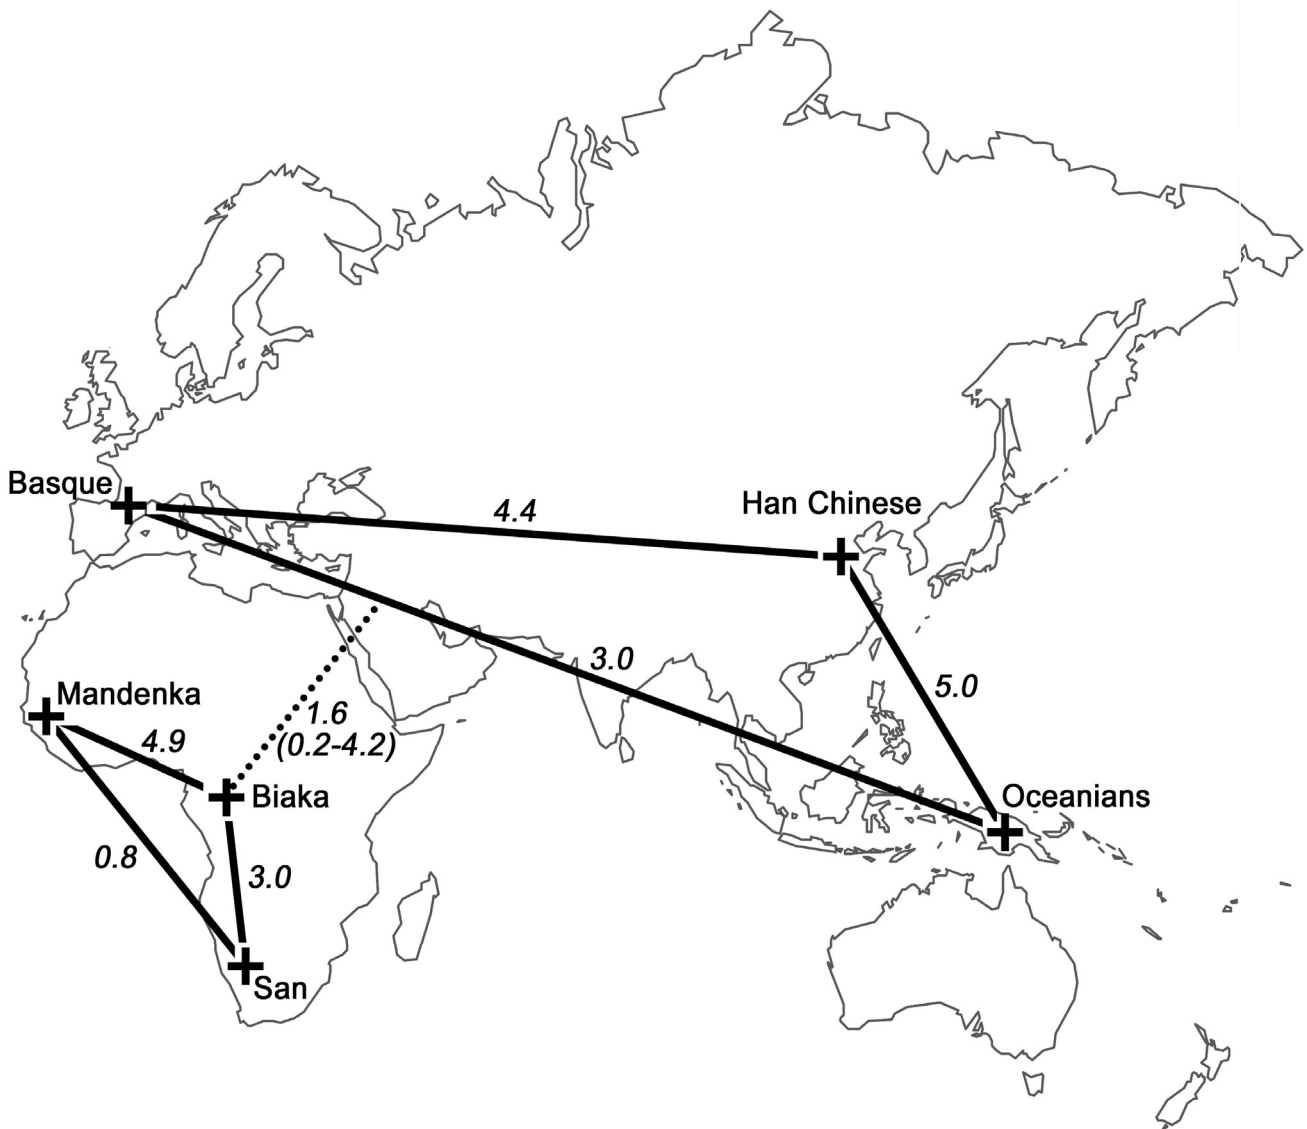 Basque
4.4
Han Chinese
3.0
5.0
Mandenka
4.9
1.6
(0.2-4.2)
Biaka
Oceanians
0.8
3.0
San